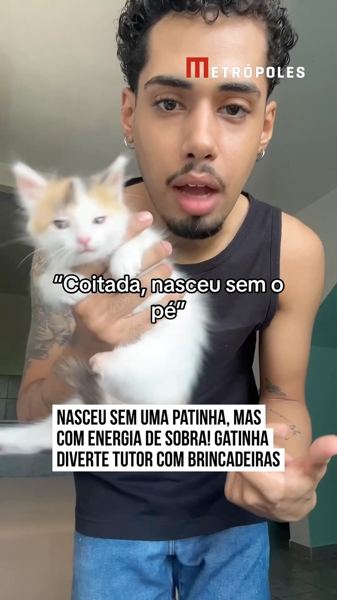 METRÓPOLES
“Coitada, nasceu sem o
pé”
NASCEU SEM UMA PATINHA, MAS
COM ENERGIA DE SOBRA! GATINHA
DIVERTE TUTOR COM BRINCADEIRAS